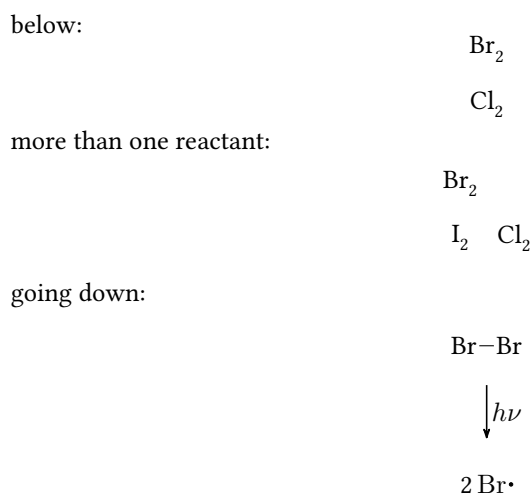 below:
Br₂
Cl₂
more than one reactant:
Br₂
I₂ Cl₂
going down:
Br−Br
hν
2 Br·